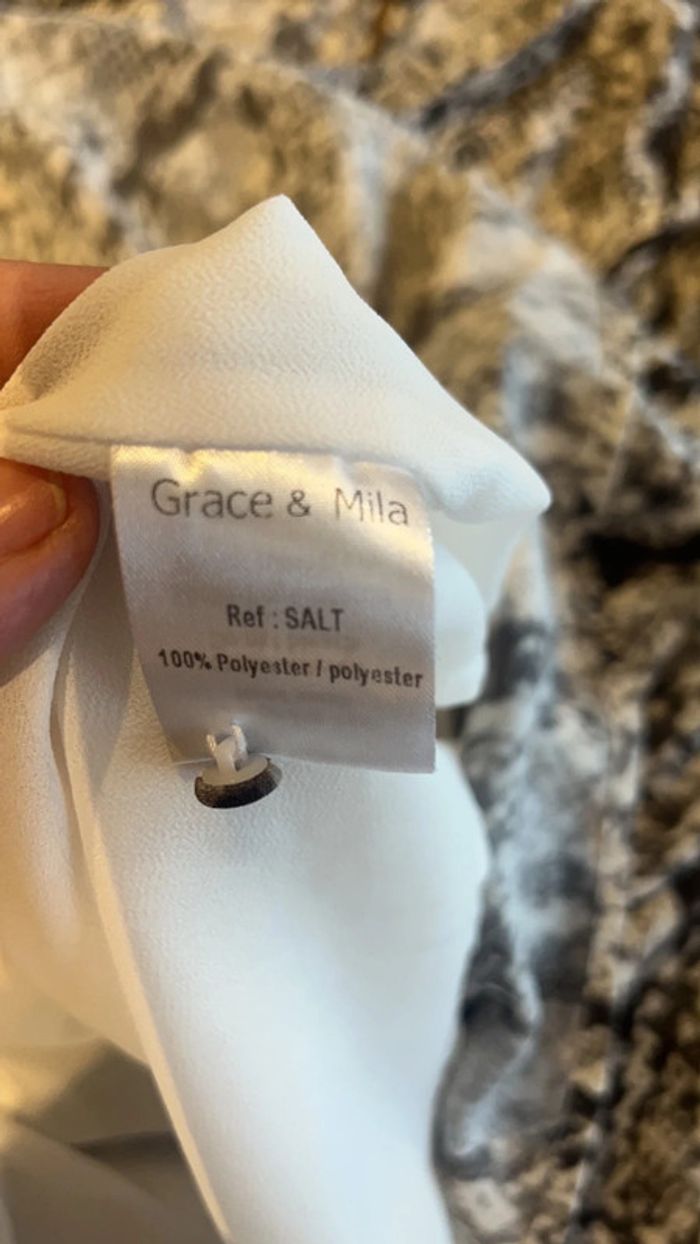 Grace & Mila
Ref : SALT
100% Polyester / polyester